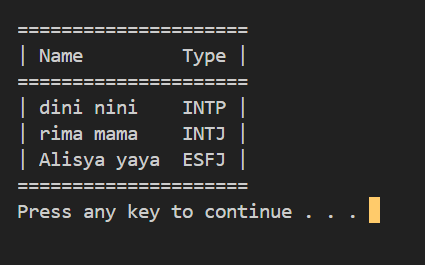 =====================
| Name         Type |
=====================
| dini nini    INTP |
| rima mama    INTJ |
| Alisya yaya  ESFJ |
=====================
Press any key to continue . . .